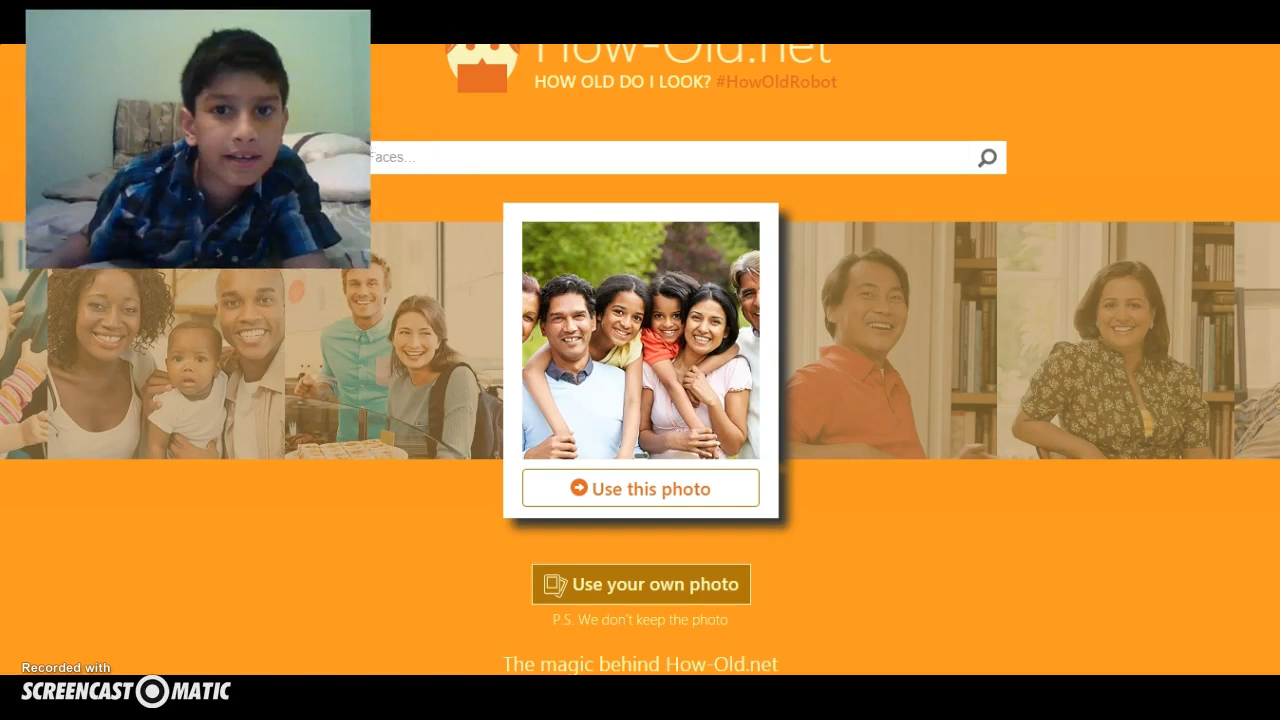 How-Old.net
HOW OLD DO I LOOK? #HowOldRobot
Faces...
Use this photo
Use your own photo
P.S. We don't keep the photo
The magic behind How-Old.net
Recorded with
SCREENCAST MATIC